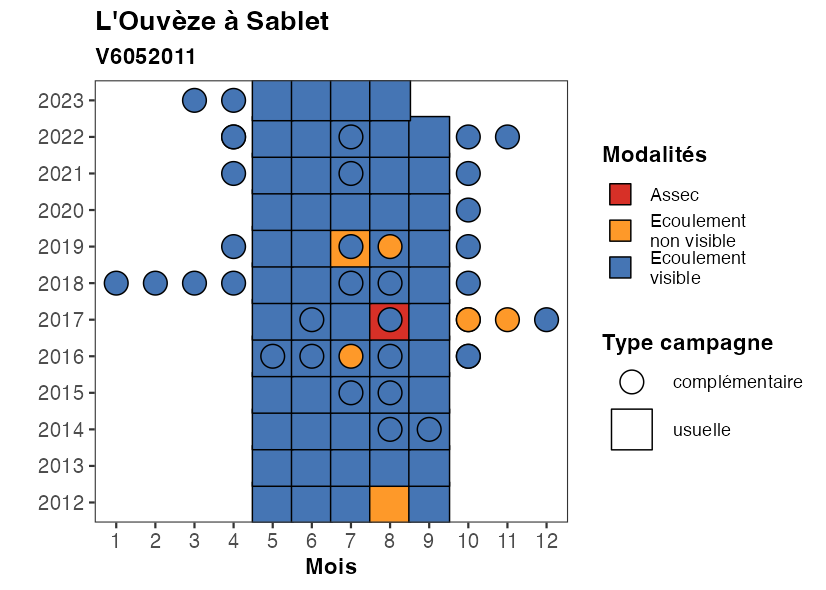 L'Ouvèze à Sablet
V6052011
2023
2022
2021
2020
2019
2018
2017
2016
2015
2014
2013
2012
1 2 3 4 5 6 7 8 9 10 11 12
Mois
Modalités
Assec
Ecoulement
non visible
Ecoulement
visible
Type campagne
complémentaire
usuelle